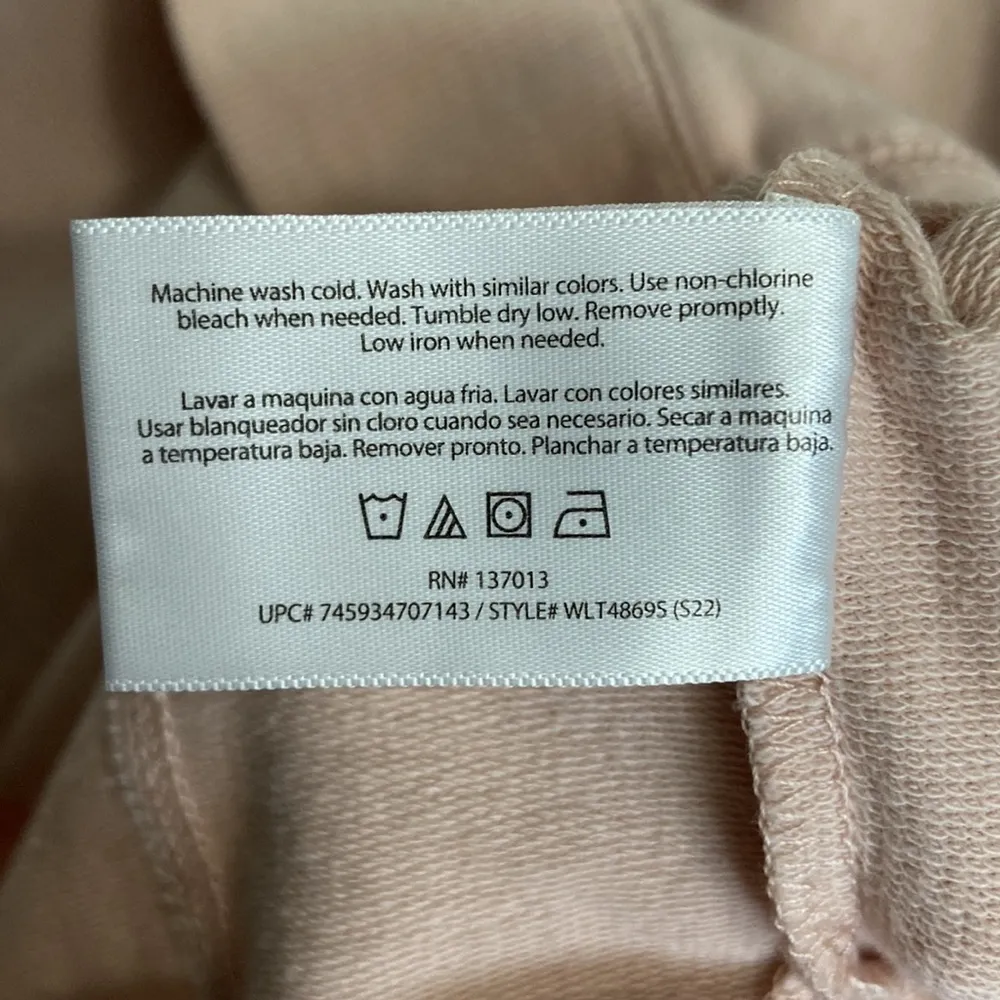 Machine wash cold. Wash with similar colors. Use non-chlorine
bleach when needed. Tumble dry low. Remove promptly.
Low iron when needed.
Lavar a maquina con agua fria. Lavar con colores similares.
Usar blanqueador sin cloro cuando sea necesario. Secar a maquina
a temperatura baja. Remover pronto. Planchar a temperatura baja.
RN# 137013
UPC# 745934707143 / STYLE# WLT4869S (S22)